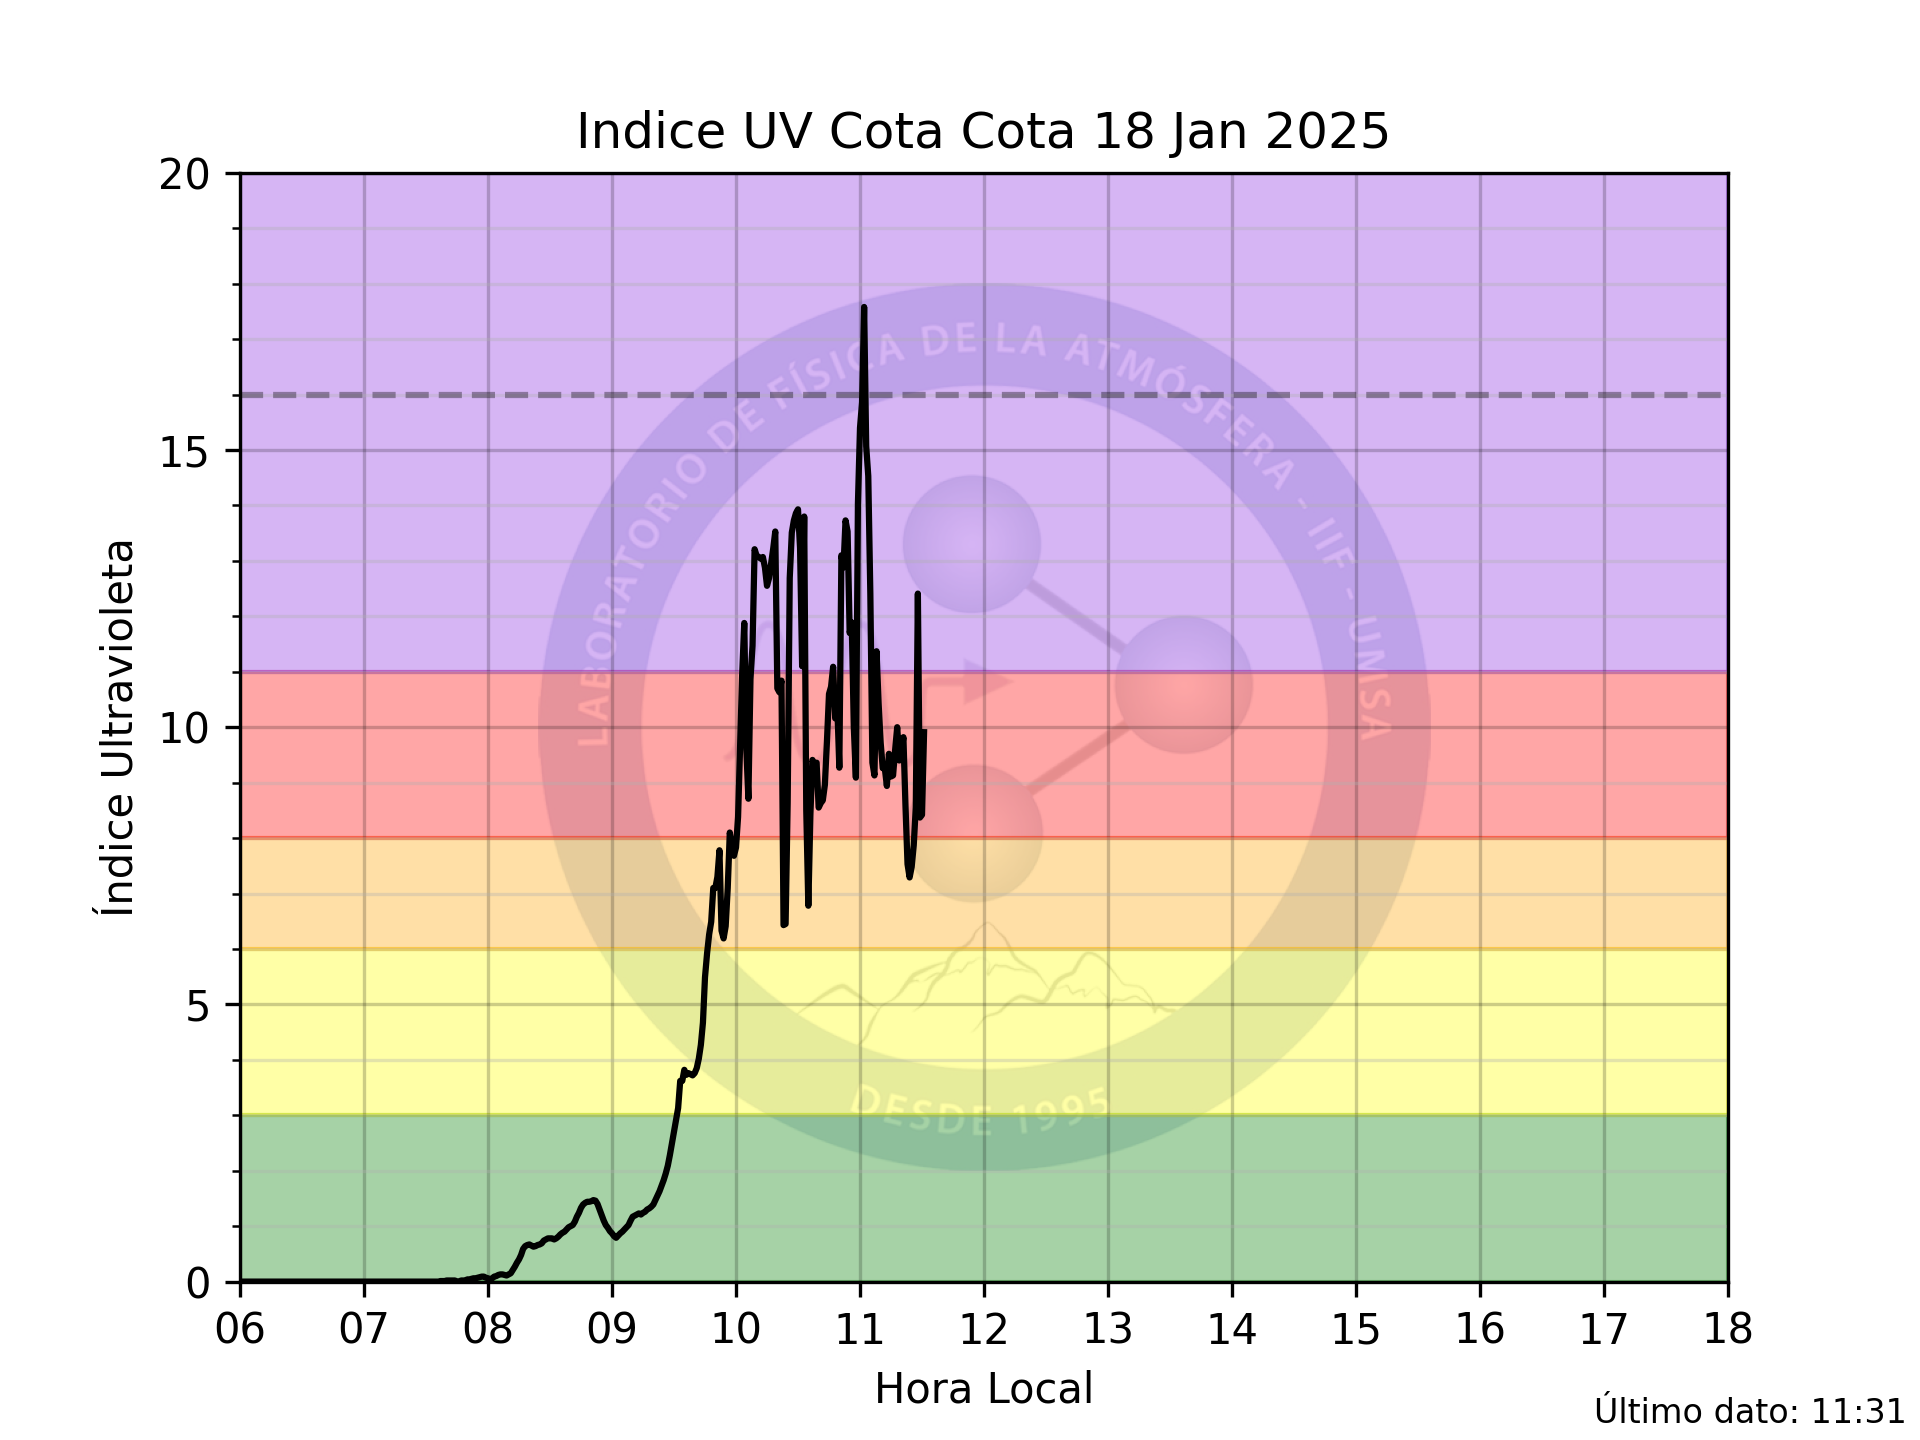 Indice UV Cota Cota 18 Jan 2025
20
15
10
5
0
Índice Ultravioleta
LABORATORIO DE FÍSICA DE LA ATMÓSFERA - IIF - UMSA
DESDE 1995
06 07 08 09 10 11 12 13 14 15 16 17 18
Hora Local
Último dato: 11:31